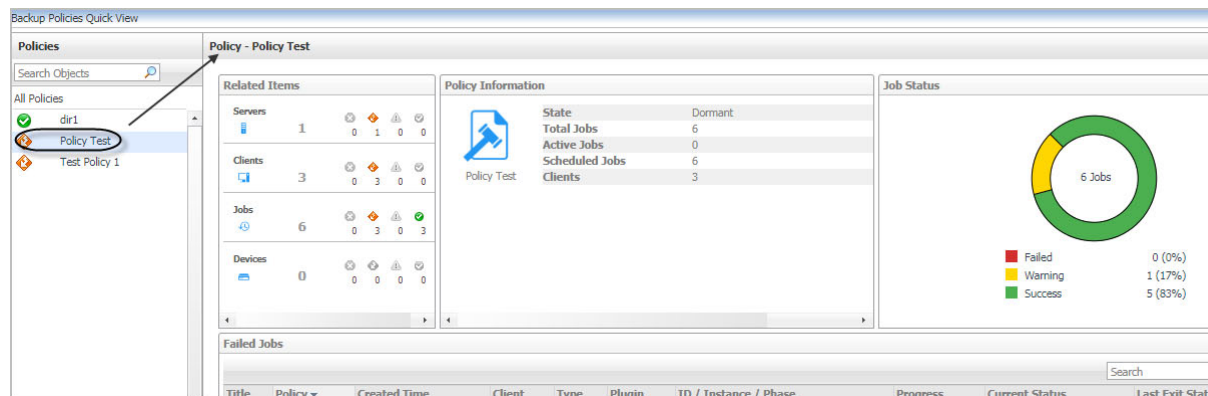 Backup Policies Quick View
Policies
Search Objects
All Policies
dir1
Policy Test
Test Policy 1
Policy - Policy Test
Related Items
Servers
1
0 1 0 0
Clients
3
0 3 0 0
Jobs
6
0 3 0 3
Devices
0
0 0 0 0
Policy Information
Policy Test
State Dormant
Total Jobs 6
Active Jobs 0
Scheduled Jobs 6
Clients 3
Job Status
6 Jobs
Failed 0 (0%)
Warning 1 (17%)
Success 5 (83%)
Failed Jobs
Search
Title Policy Created Time Client Type Plugin ID / Instance / Phase Progress Current Status Last Exit Stat